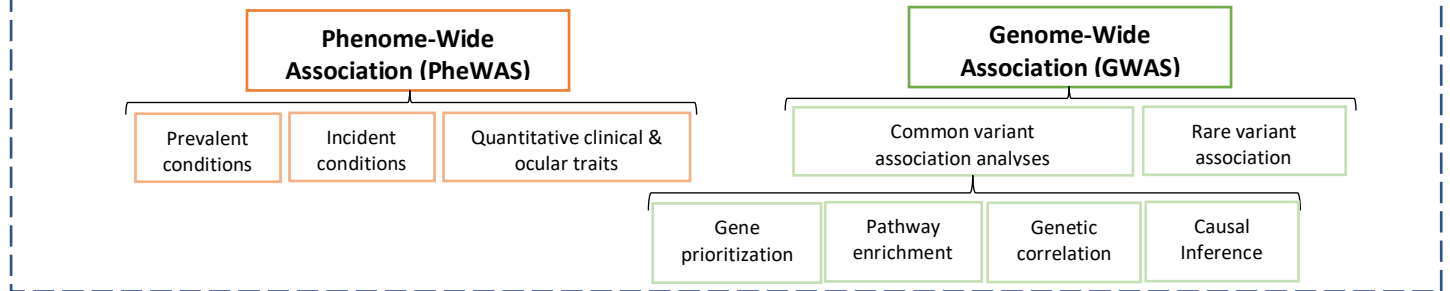 Phenome-Wide
Association (PheWAS)
Genome-Wide
Association (GWAS)
Prevalent
conditions
Incident
conditions
Quantitative clinical &
ocular traits
Common variant
association analvses
Rare variant
association
Gene
prioritization
Pathway
enrichment
Genetic
correlation
Causal
Inference